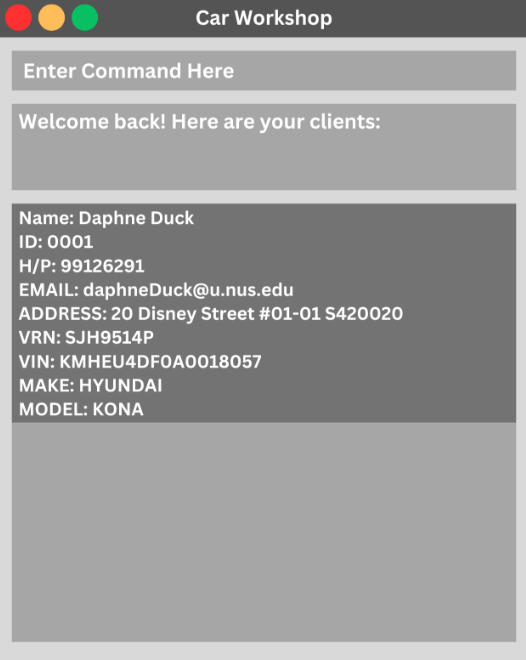 Car Workshop
Enter Command Here
Welcome back! Here are your clients:
Name: Daphne Duck
ID: 0001
H/P: 99126291
EMAIL: daphneDuck@u.nus.edu
ADDRESS: 20 Disney Street #01-01 S420020
VRN: SJH9514P
VIN: KMHEU4DF0A0018057
MAKE: HYUNDAI
MODEL: KONA